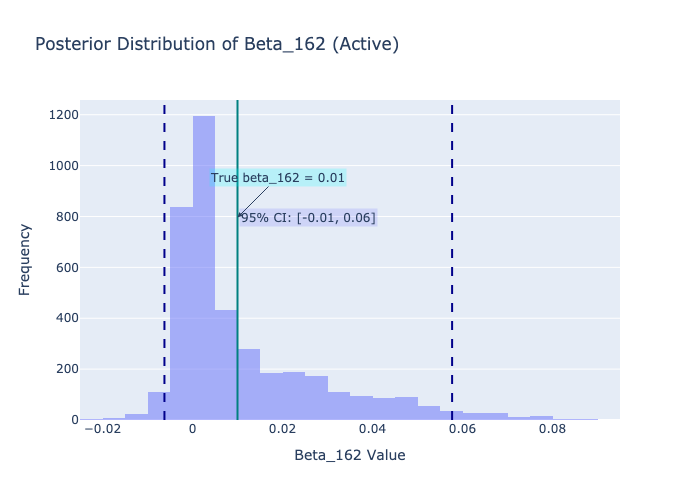 Posterior Distribution of Beta_162 (Active)
1200
1000
800
600
400
200
0
Frequency
True beta_162 = 0.01
95% CI: [-0.01, 0.06]
−0.02
0
0.02
0.04
0.06
0.08
Beta_162 Value